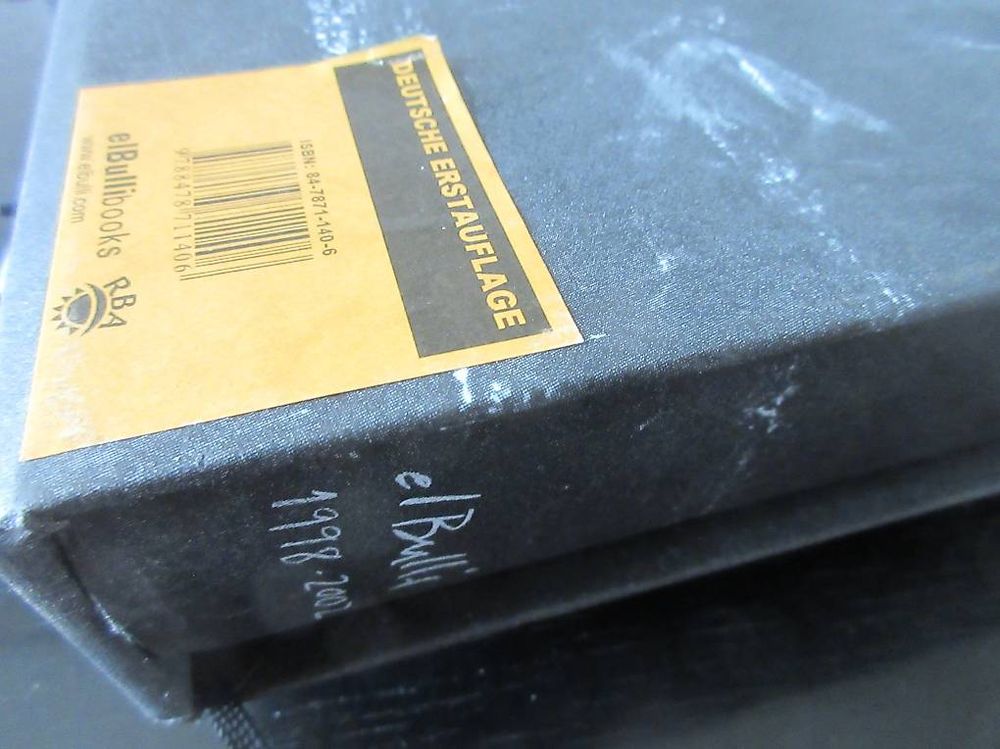 DEUTSCHE ERSTAUFLAGE
ISBN: 84-7871-140-6
9788478711406
elBullibooks
www.elbulli.com
RBA
elBulli
1998·2002